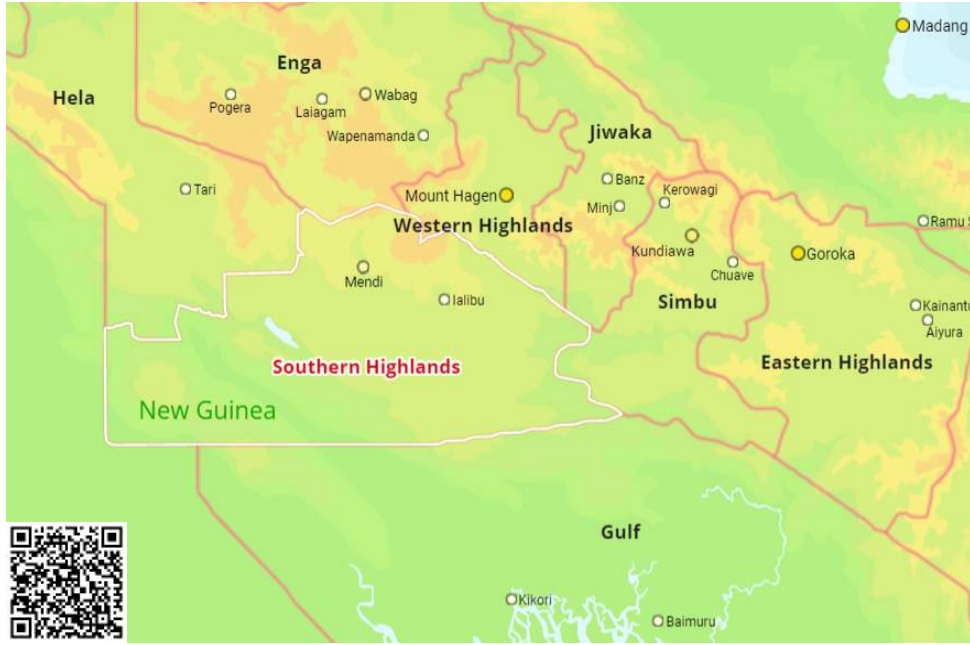 Madang
Enga
Hela
Pogera
Laiagam
Wabag
Wapenamanda
Jiwaka
Tari
Mount Hagen
Banz
Minj
Kerowagi
Western Highlands
Ramu S
Kundiawa
Goroka
Chuave
Mendi
Ialibu
Simbu
Kainantu
Aiyura
Southern Highlands
Eastern Highlands
New Guinea
Gulf
Kikori
Baimuru